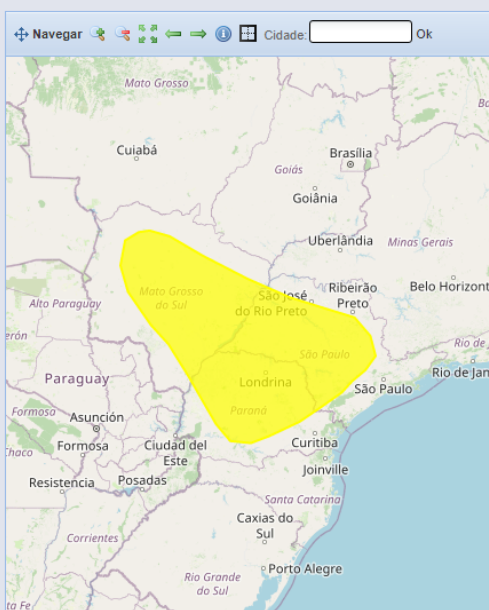 Navegar Cidade: Ok
Mato Grosso
Cuiabá
Brasília
Goiás
Goiânia
Uberlândia
Minas Gerais
Mato Grosso
do Sul
São José
do Rio Preto
Ribeirão
Preto
Belo Horizont
Alto Paraguay
São Paulo
Rio de
Rio de Jan
Londrina
São Paulo
Paraguay
Paraná
Formosa
Asunción
Formosa
Ciudad del
Este
Curitiba
Chaco
Joinville
Resistencia
Posadas
Santa Catarina
Caxias do
Sul
Corrientes
Porto Alegre
Rio Grande
do Sul
ta Fe